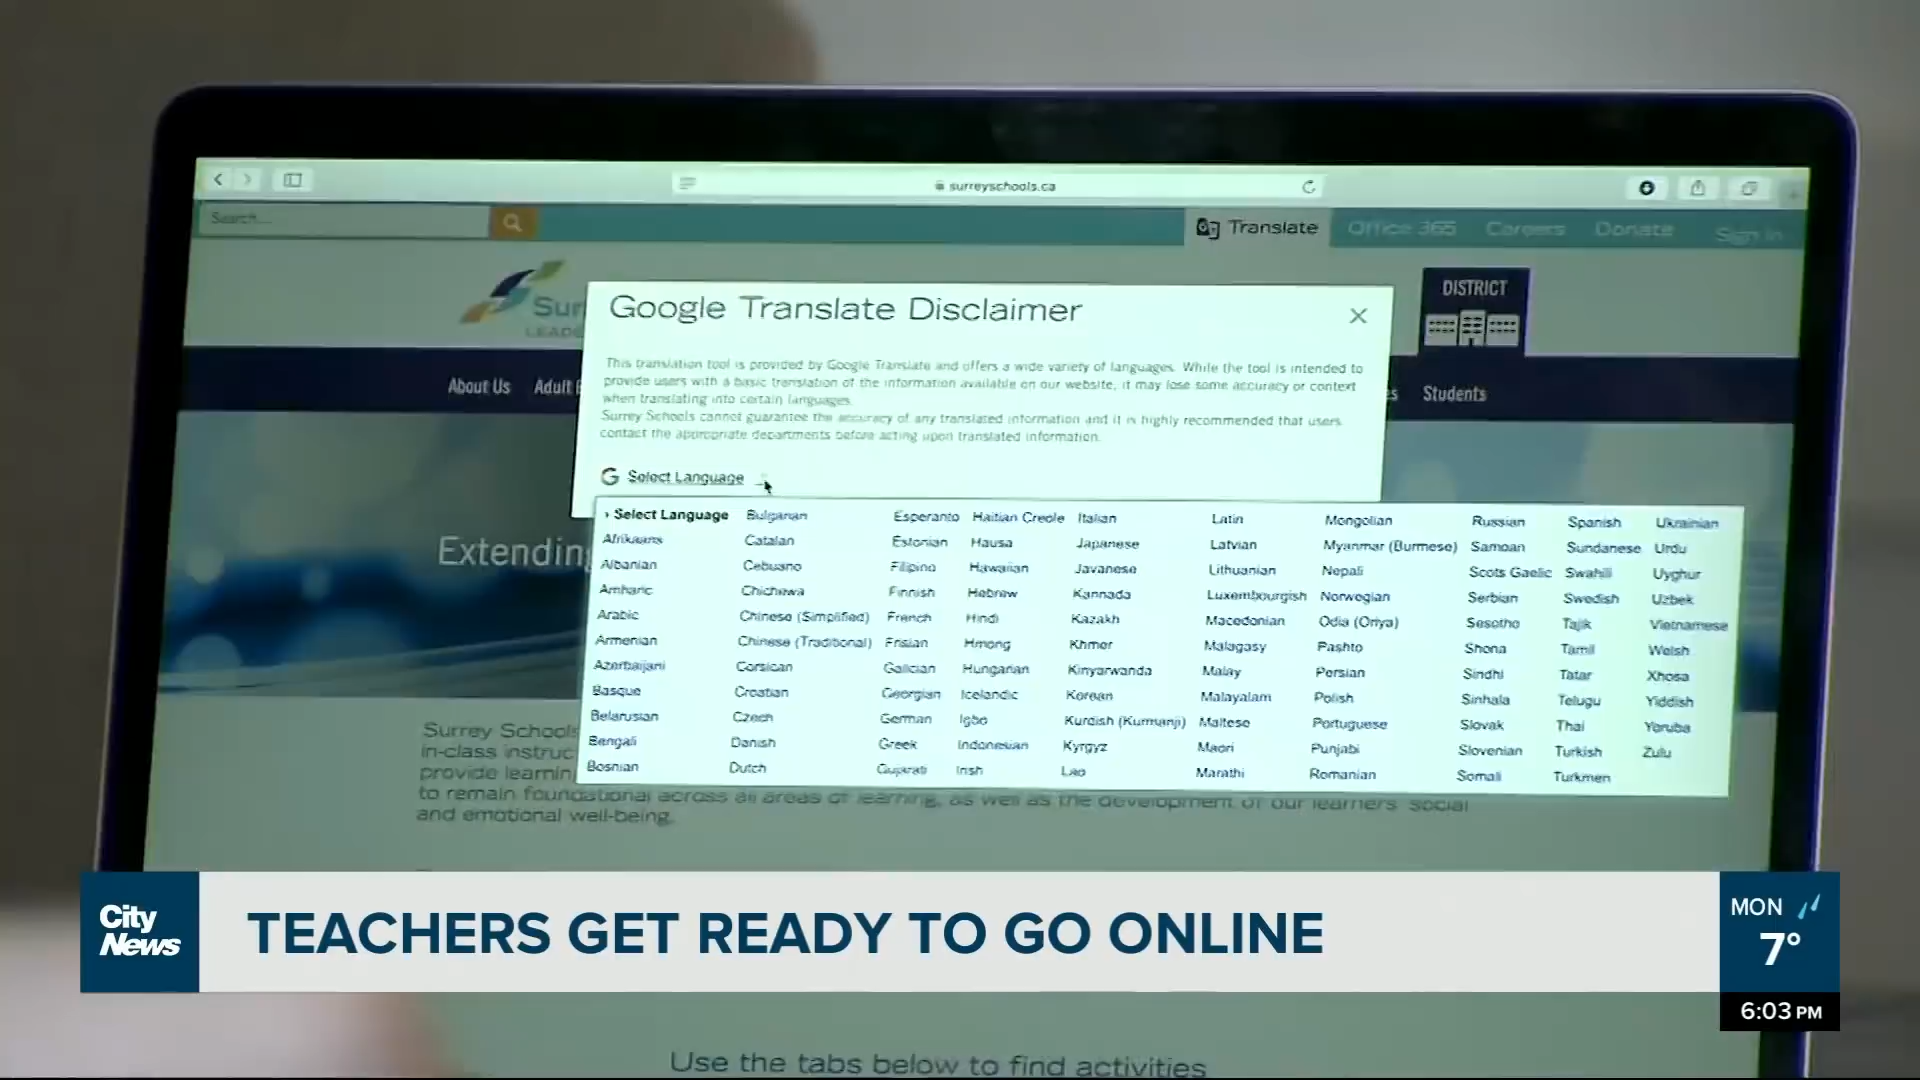 surreyschools.ca
Search...
Translate
Office 365
Careers
Donate
Sign In
DISTRICT
About Us
Students
Google Translate Disclaimer
This translation tool is provided by Google Translate and offers a wide variety of languages. While the tool is intended to
provide users with a basic translation of the information available on our website, it may lose some accuracy or context
when translating into certain languages.
Surrey Schools cannot guarantee the accuracy of any translated information and it is highly recommended that users
contact the appropriate departments before acting upon translated information.
G Select Language
› Select Language Bulgarian Esperanto Haitian Creole Italian Latin Mongolian Russian Spanish Ukrainian
Afrikaans Catalan Estonian Hausa Japanese Latvian Myanmar (Burmese) Samoan Sundanese Urdu
Albanian Cebuano Filipino Hawaiian Javanese Lithuanian Nepali Scots Gaelic Swahili Uyghur
Amharic Chichewa Finnish Hebrew Kannada Luxembourgish Norwegian Serbian Swedish Uzbek
Arabic Chinese (Simplified) French Hindi Kazakh Macedonian Odia (Oriya) Sesotho Tajik Vietnamese
Armenian Chinese (Traditional) Frisian Hmong Khmer Malagasy Pashto Shona Tamil Welsh
Azerbaijani Corsican Galician Hungarian Kinyarwanda Malay Persian Sindhi Tatar Xhosa
Basque Croatian Georgian Icelandic Korean Malayalam Polish Sinhala Telugu Yiddish
Belarusian Czech German Igbo Kurdish (Kurmanji) Maltese Portuguese Slovak Thai Yoruba
Bengali Danish Greek Indonesian Kyrgyz Maori Punjabi Slovenian Turkish Zulu
Bosnian Dutch Gujarati Irish Lao Marathi Romanian Somali Turkmen
Extending
Surrey Schools
in-class
provide
to remain foundational across all areas of learning, as well as the development of our learners' social
and emotional well-being.
City
News
TEACHERS GET READY TO GO ONLINE
MON
7°
6:03 PM
Use the tabs below to find activities